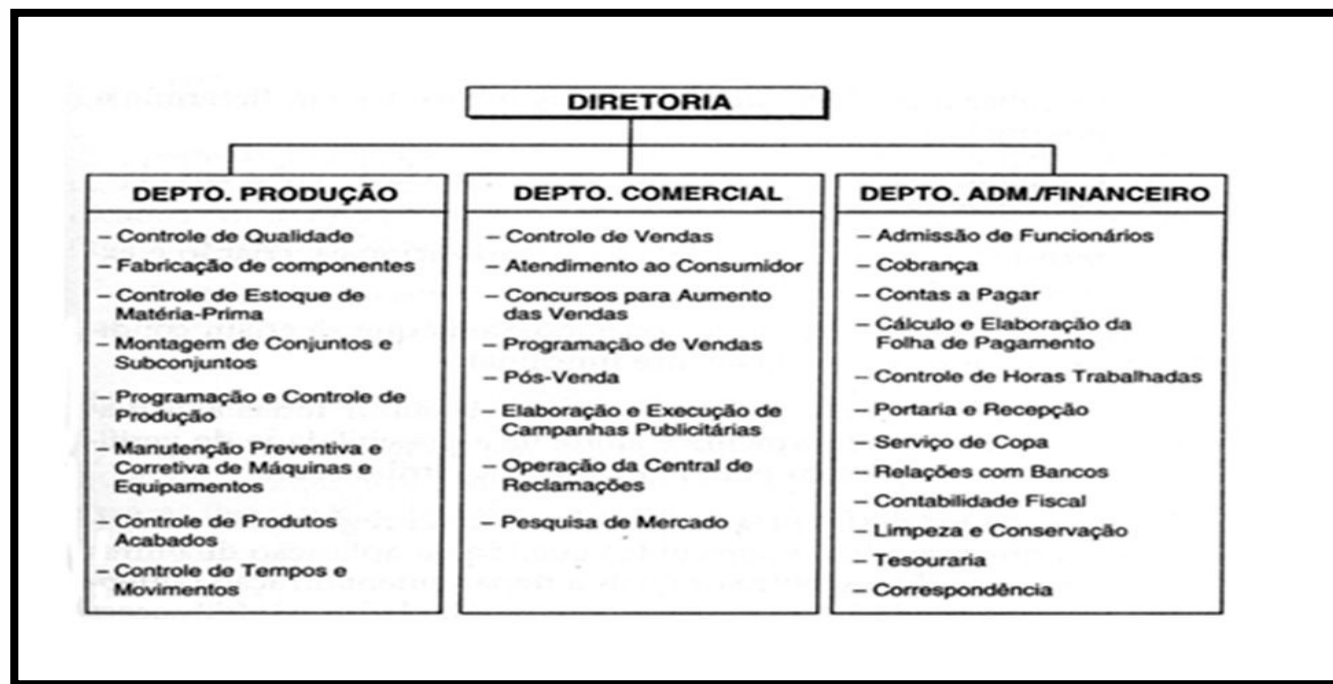 DIRETORIA
DEPTO. PRODUÇÃO
– Controle de Qualidade
– Fabricação de componentes
– Controle de Estoque de
Matéria-Prima
– Montagem de Conjuntos e
Subconjuntos
– Programação e Controle de
Produção
– Manutenção Preventiva e
Corretiva de Máquinas e
Equipamentos
– Controle de Produtos
Acabados
– Controle de Tempos e
Movimentos
DEPTO. COMERCIAL
– Controle de Vendas
– Atendimento ao Consumidor
– Concursos para Aumento
das Vendas
– Programação de Vendas
– Pós-Venda
– Elaboração e Execução de
Campanhas Publicitárias
– Operação da Central de
Reclamações
– Pesquisa de Mercado
DEPTO. ADM./FINANCEIRO
– Admissão de Funcionários
– Cobrança
– Contas a Pagar
– Cálculo e Elaboração da
Folha de Pagamento
– Controle de Horas Trabalhadas
– Portaria e Recepção
– Serviço de Copa
– Relações com Bancos
– Contabilidade Fiscal
– Limpeza e Conservação
– Tesouraria
– Correspondência